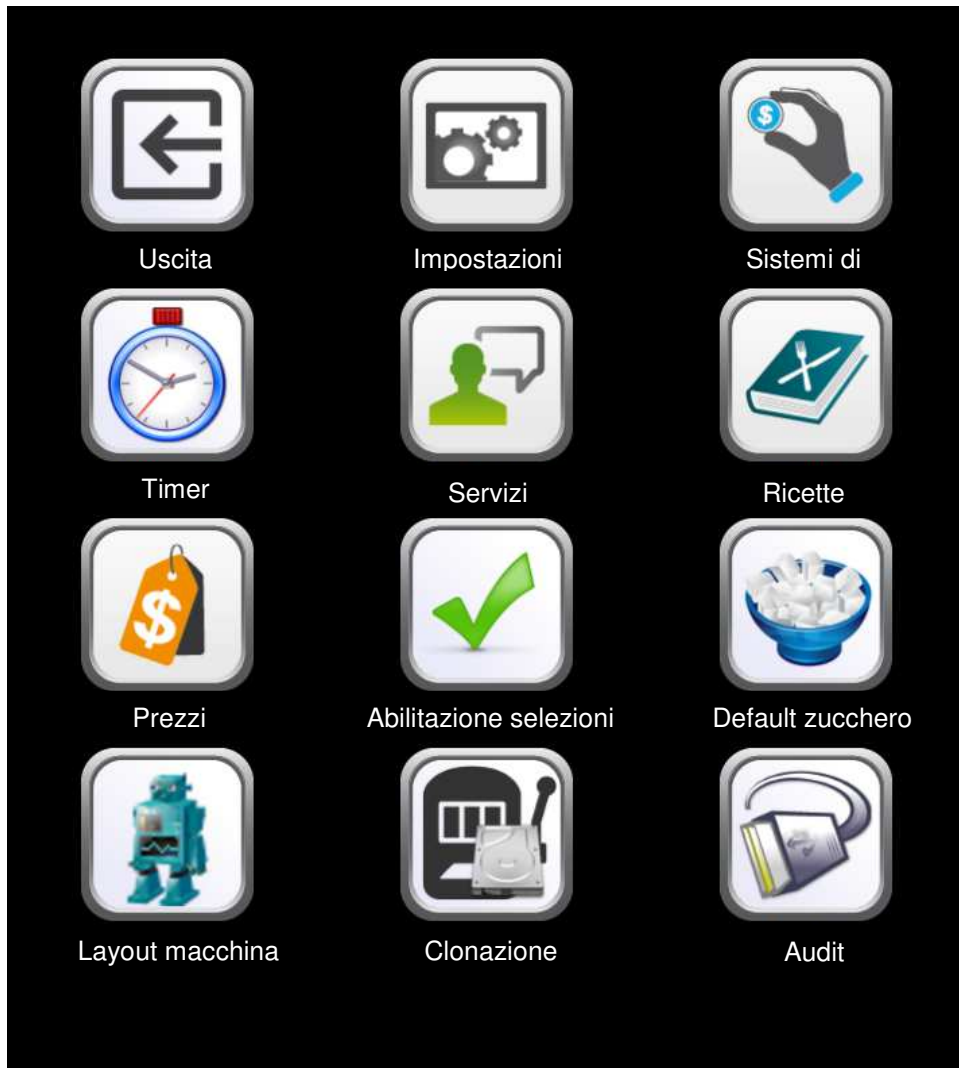 Uscita
Impostazioni
Sistemi di
Timer
Servizi
Ricette
$
Prezzi
Abilitazione selezioni
Default zucchero
Layout macchina
Clonazione
Audit